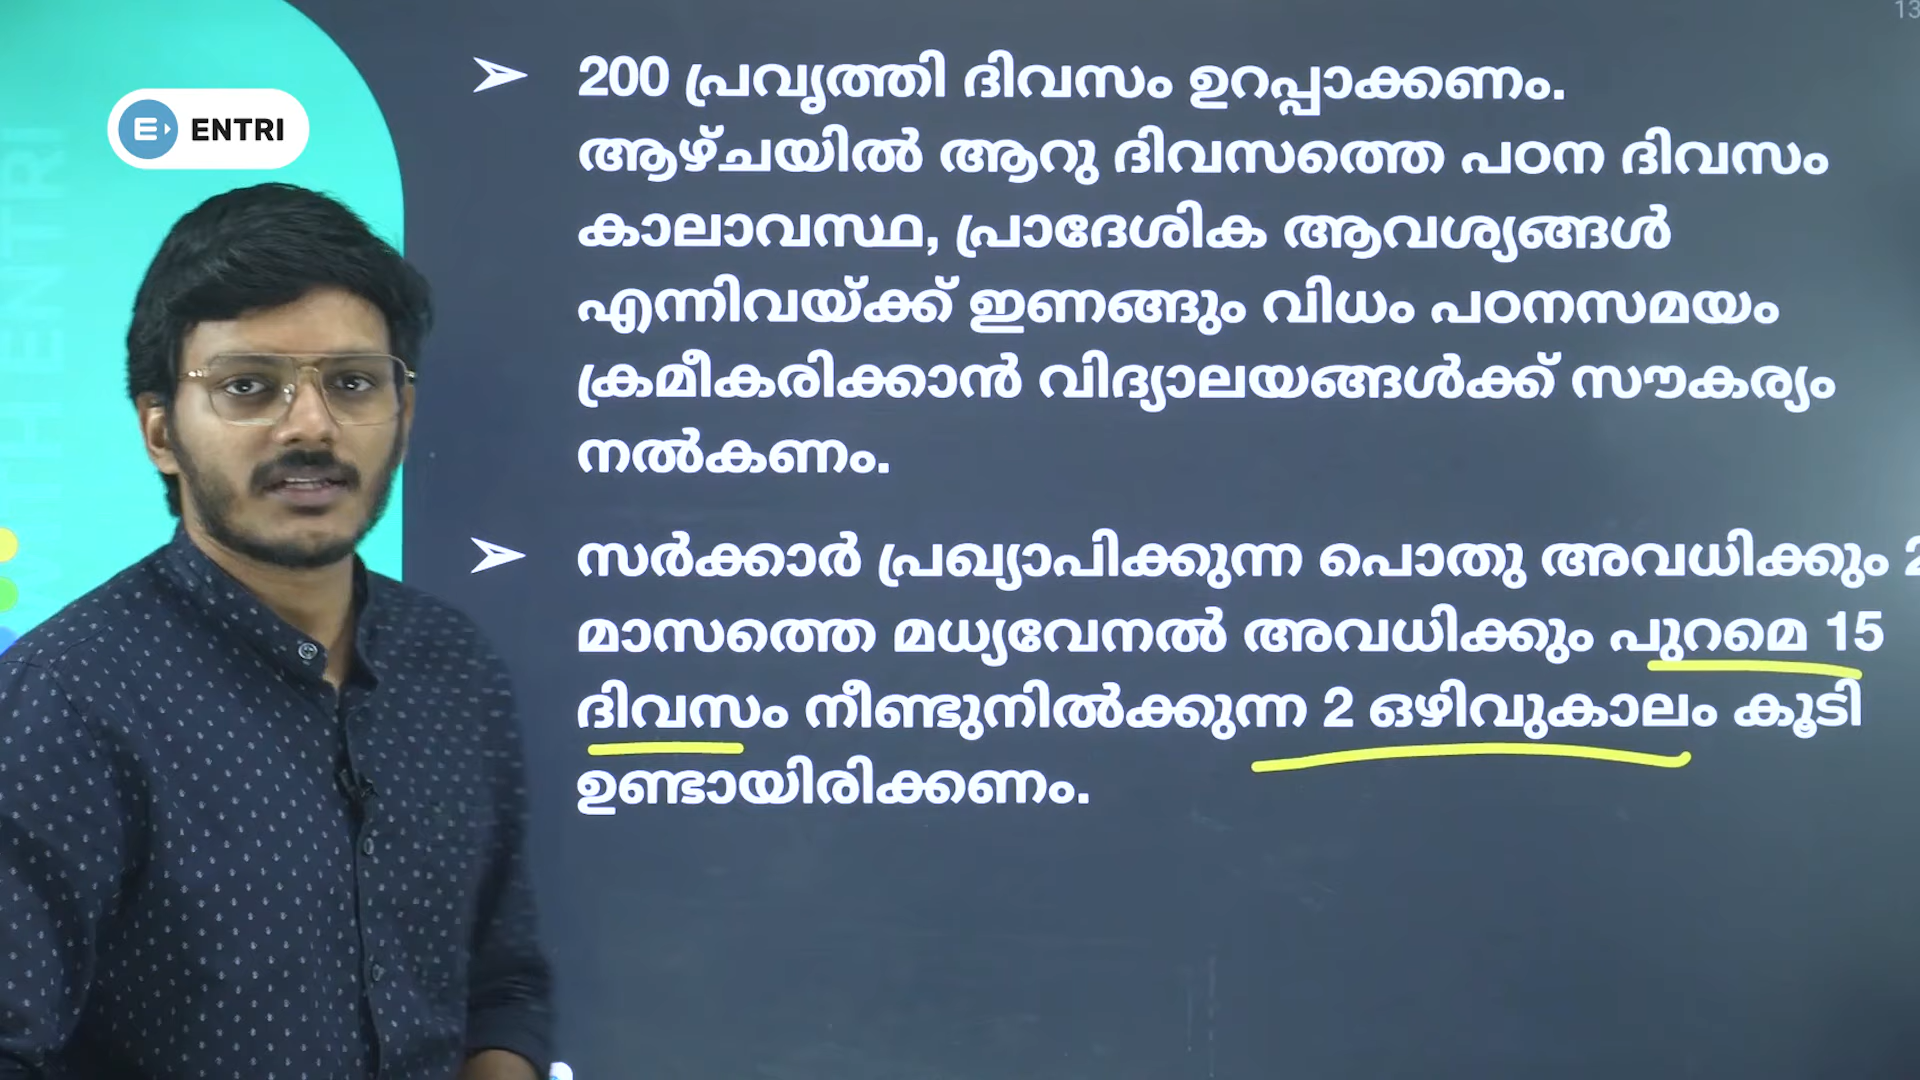 ENTRI
13
200 പ്രവൃത്തി ദിവസം ഉറപ്പാക്കണം.
ആഴ്ചയിൽ ആറു ദിവസത്തെ പഠന ദിവസം
കാലാവസ്ഥ, പ്രാദേശിക ആവശ്യങ്ങൾ
എന്നിവയ്ക്ക് ഇണങ്ങും വിധം പഠനസമയം
ക്രമീകരിക്കാൻ വിദ്യാലയങ്ങൾക്ക് സൗകര്യം
നൽകണം.
സർക്കാർ പ്രഖ്യാപിക്കുന്ന പൊതു അവധിക്കും 2
മാസത്തെ മധ്യവേനൽ അവധിക്കും പുറമെ 15
ദിവസം നീണ്ടുനിൽക്കുന്ന 2 ഒഴിവുകാലം കൂടി
ഉണ്ടായിരിക്കണം.